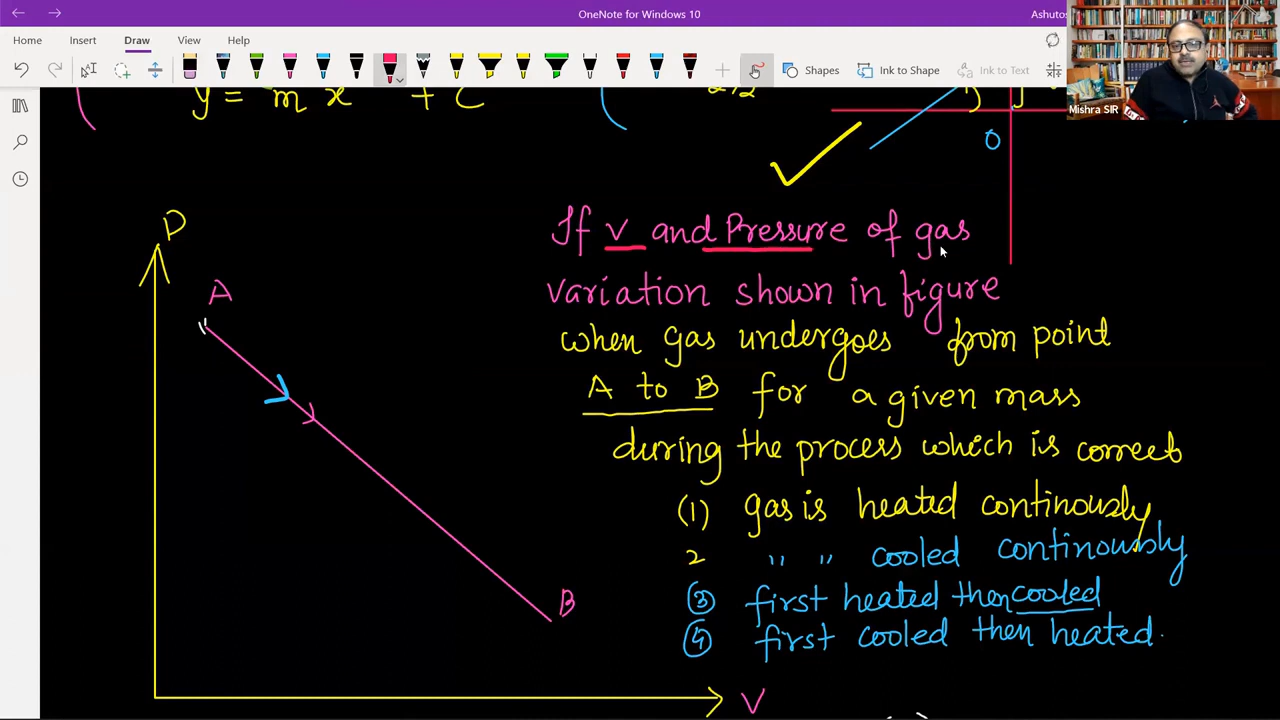 OneNote for Windows 10
Ashutos
Home Insert Draw View Help
Shapes Ink to Shape Ink to Text
Mishra SIR
y = m x + C
0
P
A
B
V
If v and Pressure of gas
variation shown in figure
when gas undergoes from point
A to B for a given mass
during the process which is correct
(1) gas is heated continously
2 " " cooled continously
(3) first heated then cooled
(4) first cooled then heated.